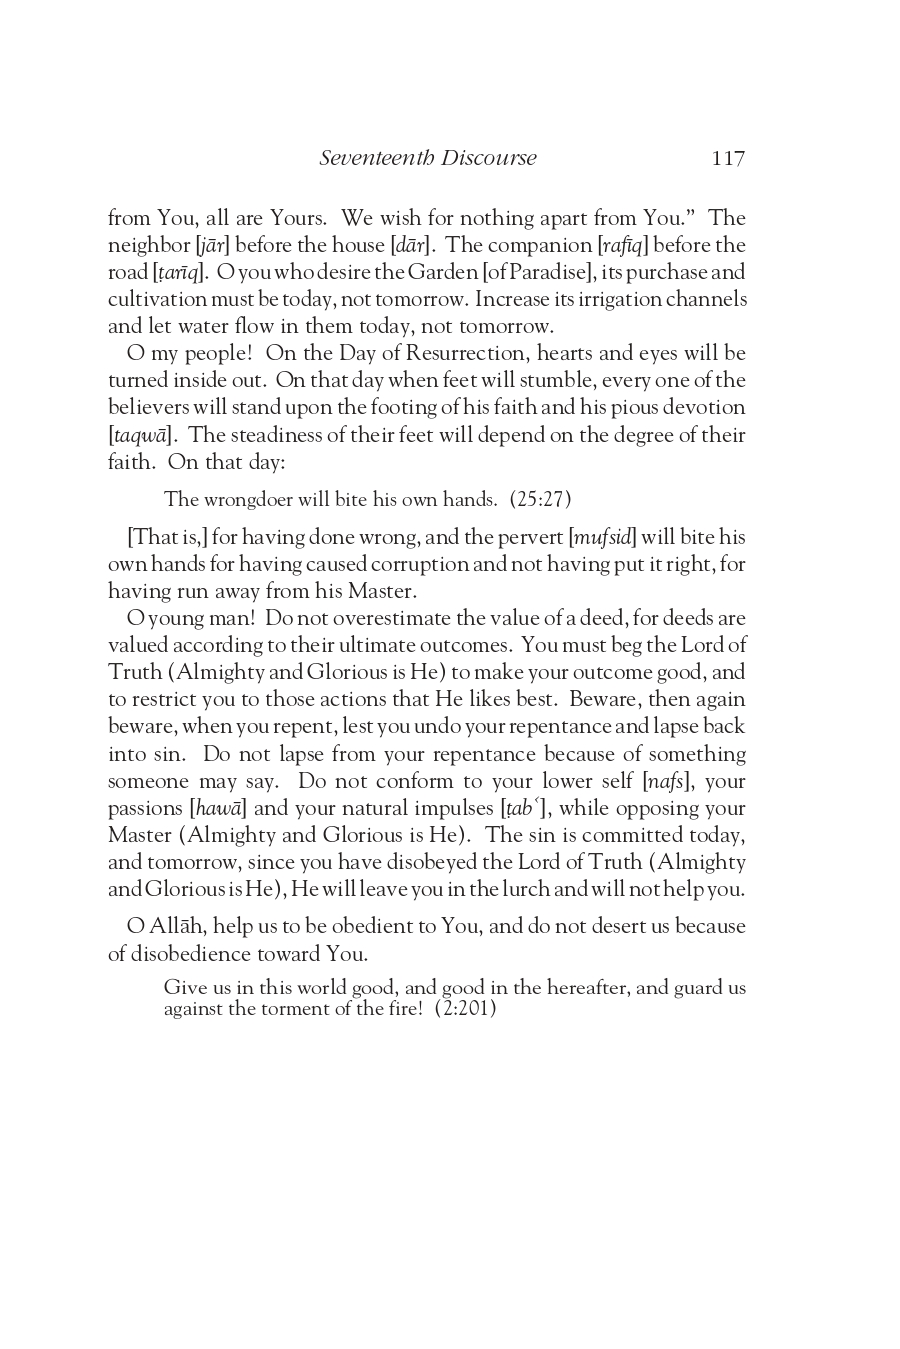 Seventeenth Discourse 117
from You, all are Yours. We wish for nothing apart from You.” The
neighbor [jār] before the house [dār]. The companion [rafīq] before the
road [ṭarīq]. O you who desire the Garden [of Paradise], its purchase and
cultivation must be today, not tomorrow. Increase its irrigation channels
and let water flow in them today, not tomorrow.
O my people! On the Day of Resurrection, hearts and eyes will be
turned inside out. On that day when feet will stumble, every one of the
believers will stand upon the footing of his faith and his pious devotion
[taqwā]. The steadiness of their feet will depend on the degree of their
faith. On that day:
The wrongdoer will bite his own hands. (25:27)
[That is,] for having done wrong, and the pervert [mufsid] will bite his
own hands for having caused corruption and not having put it right, for
having run away from his Master.
O young man! Do not overestimate the value of a deed, for deeds are
valued according to their ultimate outcomes. You must beg the Lord of
Truth (Almighty and Glorious is He) to make your outcome good, and
to restrict you to those actions that He likes best. Beware, then again
beware, when you repent, lest you undo your repentance and lapse back
into sin. Do not lapse from your repentance because of something
someone may say. Do not conform to your lower self [nafs], your
passions [hawā] and your natural impulses [ṭabʿ], while opposing your
Master (Almighty and Glorious is He). The sin is committed today,
and tomorrow, since you have disobeyed the Lord of Truth (Almighty
and Glorious is He), He will leave you in the lurch and will not help you.
O Allāh, help us to be obedient to You, and do not desert us because
of disobedience toward You.
Give us in this world good, and good in the hereafter, and guard us
against the torment of the fire! (2:201)